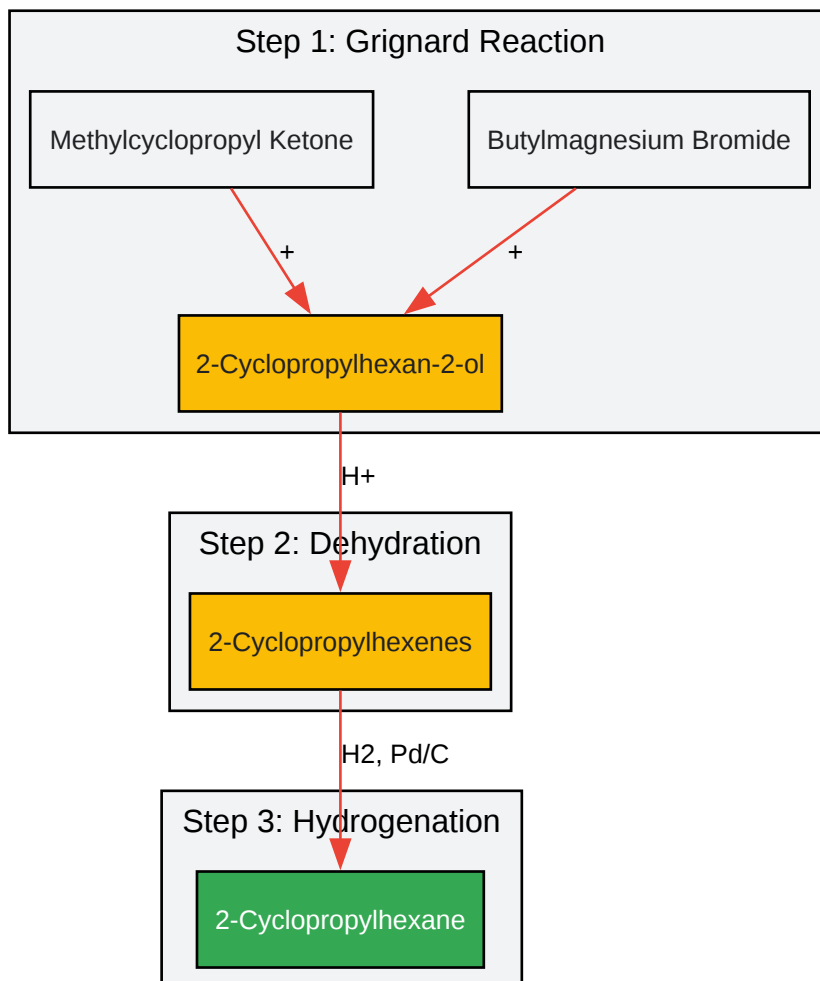 Step 1: Grignard Reaction
Methylcyclopropyl Ketone
Butylmagnesium Bromide
+
+
2-Cyclopropylhexan-2-ol
H+
Step 2: Dehydration
2-Cyclopropylhexenes
H2, Pd/C
Step 3: Hydrogenation
2-Cyclopropylhexane